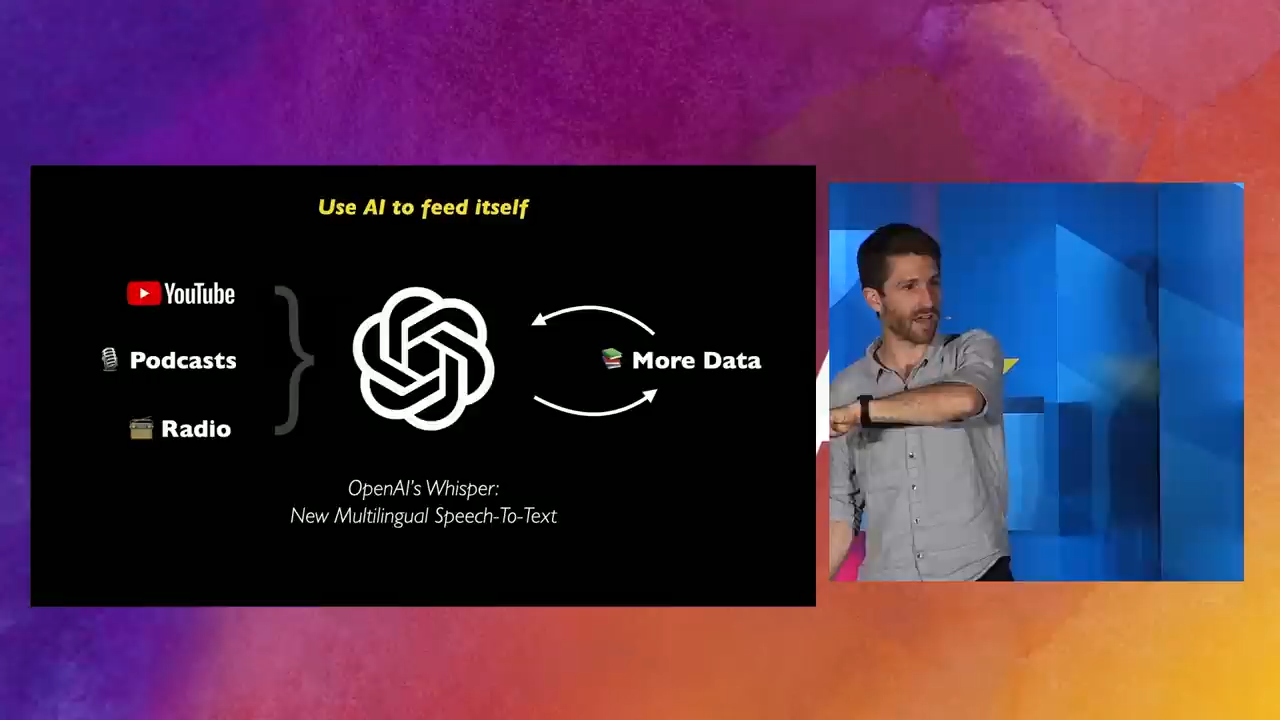 Use AI to feed itself
YouTube
Podcasts
Radio
More Data
OpenAI's Whisper:
New Multilingual Speech-To-Text